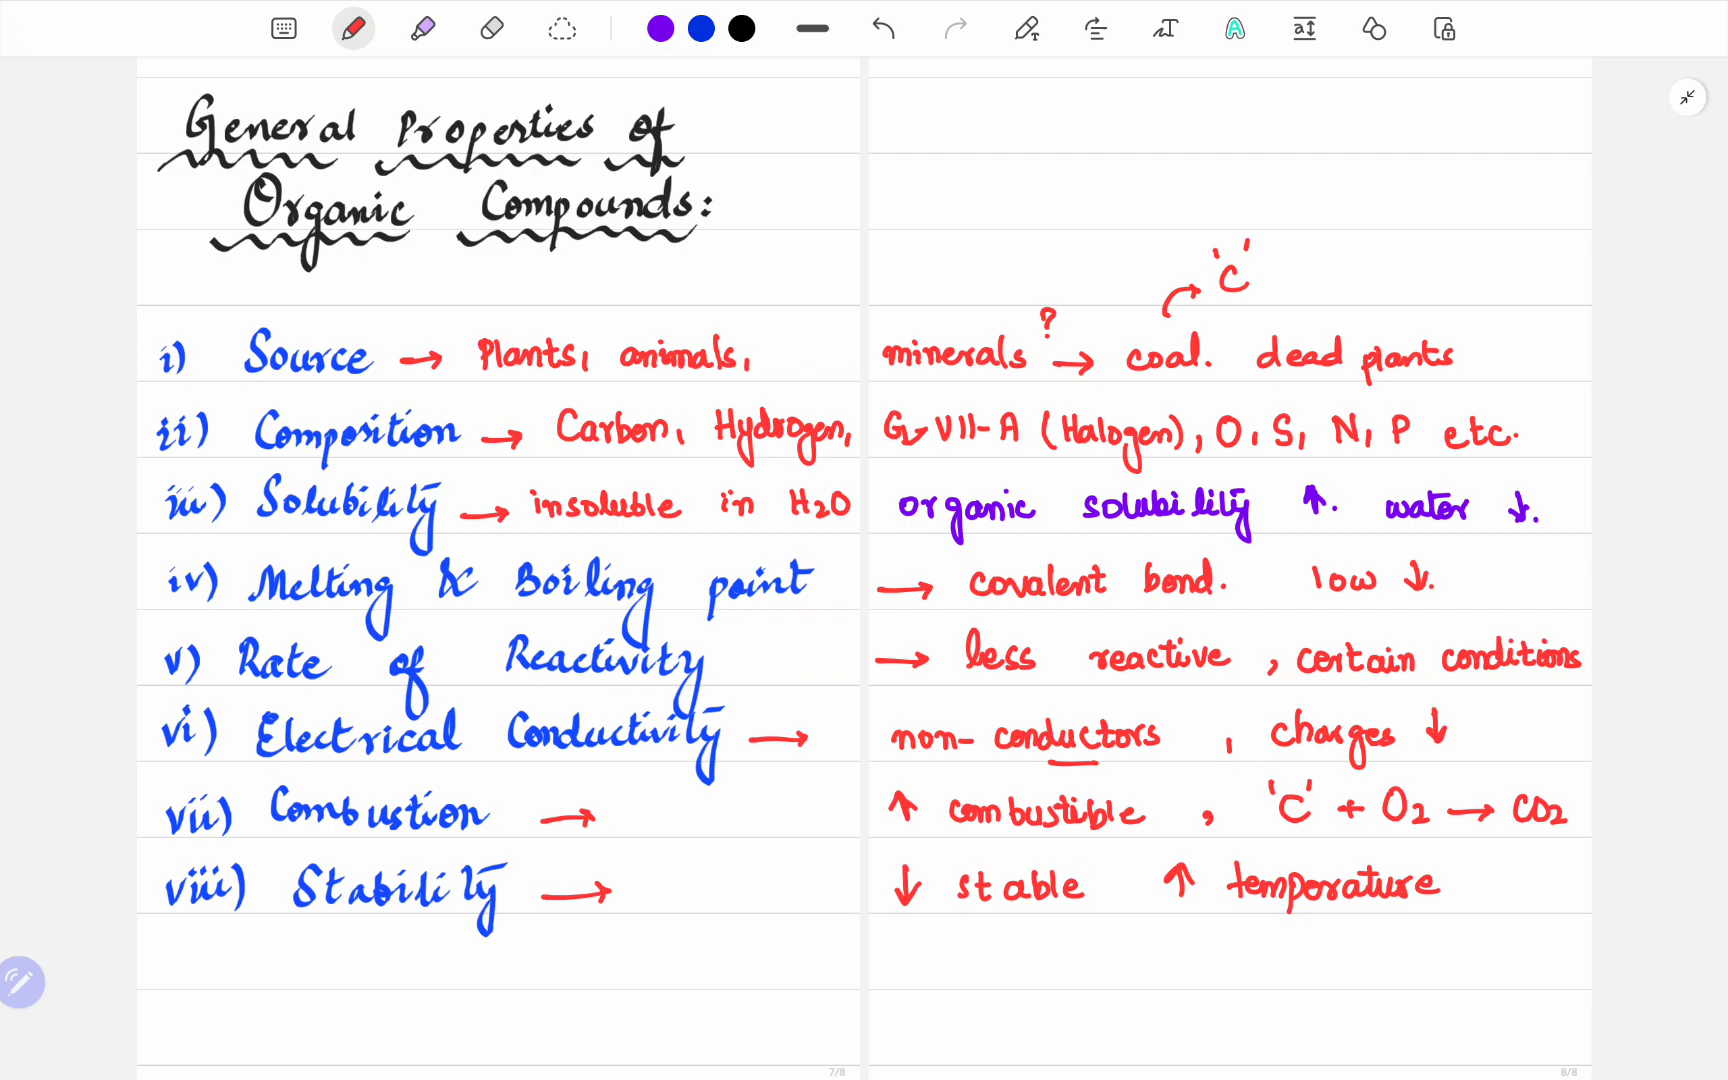 General Properties of
Organic Compounds:
'C'
i) Source → Plants, animals, minerals ? → coal. dead plants
ii) Composition → Carbon, Hydrogen, Gr VII-A (Halogen), O, S, N, P etc.
iii) Solubility → insoluble in H2O organic solubility ↑. water ↓.
iv) Melting & Boiling point → covalent bond. low ↓.
v) Rate of Reactivity → less reactive, certain conditions
vi) Electrical Conductivity → non-conductors, charges ↓
vii) Combustion → ↑ combustible, 'C' + O2 → CO2
viii) Stability → ↓ stable ↑ temperature
7/8
8/8